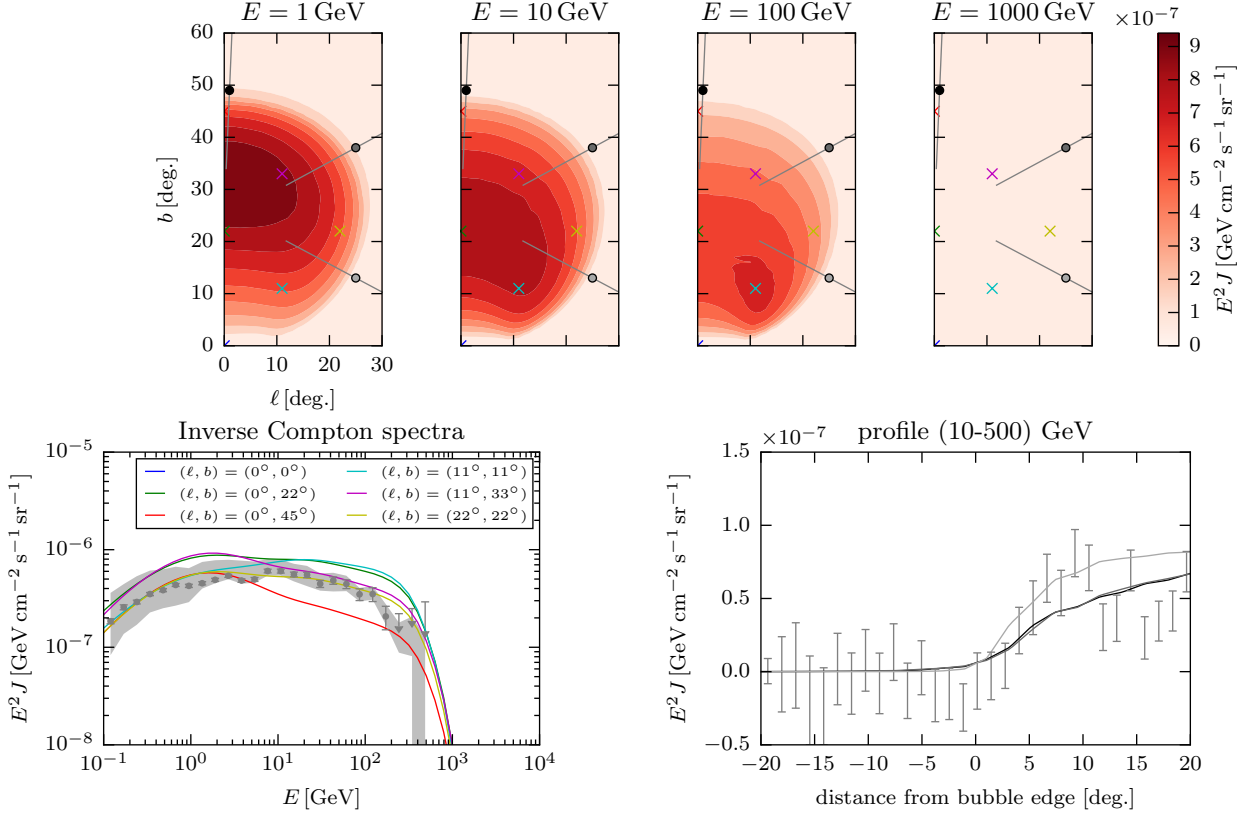 E = 1 GeV
E = 10 GeV
E = 100 GeV
E = 1000 GeV
×10⁻⁷
60
50
40
30
20
10
0
b [deg.]
0 10 20 30
ℓ [deg.]
9
8
7
6
5
4
3
2
1
0
E² J [GeV cm⁻² s⁻¹ sr⁻¹]
Inverse Compton spectra
10⁻⁵
10⁻⁶
10⁻⁷
10⁻⁸
E² J [GeV cm⁻² s⁻¹ sr⁻¹]
(ℓ, b) = (0°, 0°)
(ℓ, b) = (0°, 22°)
(ℓ, b) = (0°, 45°)
(ℓ, b) = (11°, 11°)
(ℓ, b) = (11°, 33°)
(ℓ, b) = (22°, 22°)
10⁻¹ 10⁰ 10¹ 10² 10³ 10⁴
E [GeV]
×10⁻⁷
profile (10-500) GeV
1.5
1.0
0.5
0.0
−0.5
E² J [GeV cm⁻² s⁻¹ sr⁻¹]
−20 −15 −10 −5 0 5 10 15 20
distance from bubble edge [deg.]